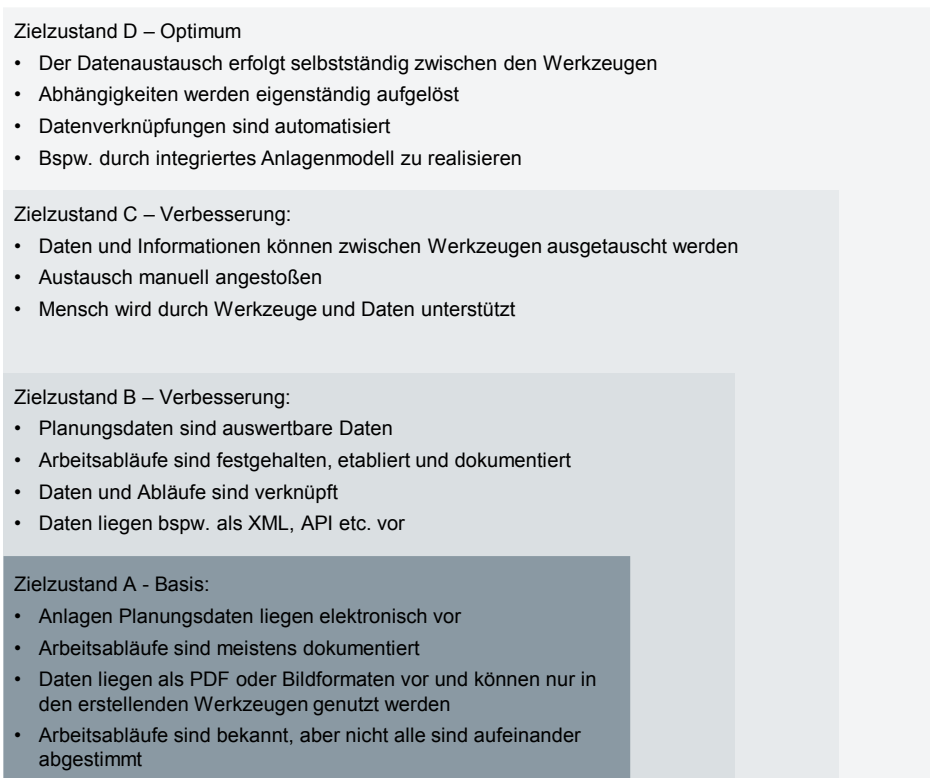 Zielzustand D – Optimum
• Der Datenaustausch erfolgt selbstständig zwischen den Werkzeugen
• Abhängigkeiten werden eigenständig aufgelöst
• Datenverknüpfungen sind automatisiert
• Bspw. durch integriertes Anlagenmodell zu realisieren
Zielzustand C – Verbesserung:
• Daten und Informationen können zwischen Werkzeugen ausgetauscht werden
• Austausch manuell angestoßen
• Mensch wird durch Werkzeuge und Daten unterstützt
Zielzustand B – Verbesserung:
• Planungsdaten sind auswertbare Daten
• Arbeitsabläufe sind festgehalten, etabliert und dokumentiert
• Daten und Abläufe sind verknüpft
• Daten liegen bspw. als XML, API etc. vor
Zielzustand A - Basis:
• Anlagen Planungsdaten liegen elektronisch vor
• Arbeitsabläufe sind meistens dokumentiert
• Daten liegen als PDF oder Bildformaten vor und können nur in
den erstellenden Werkzeugen genutzt werden
• Arbeitsabläufe sind bekannt, aber nicht alle sind aufeinander
abgestimmt